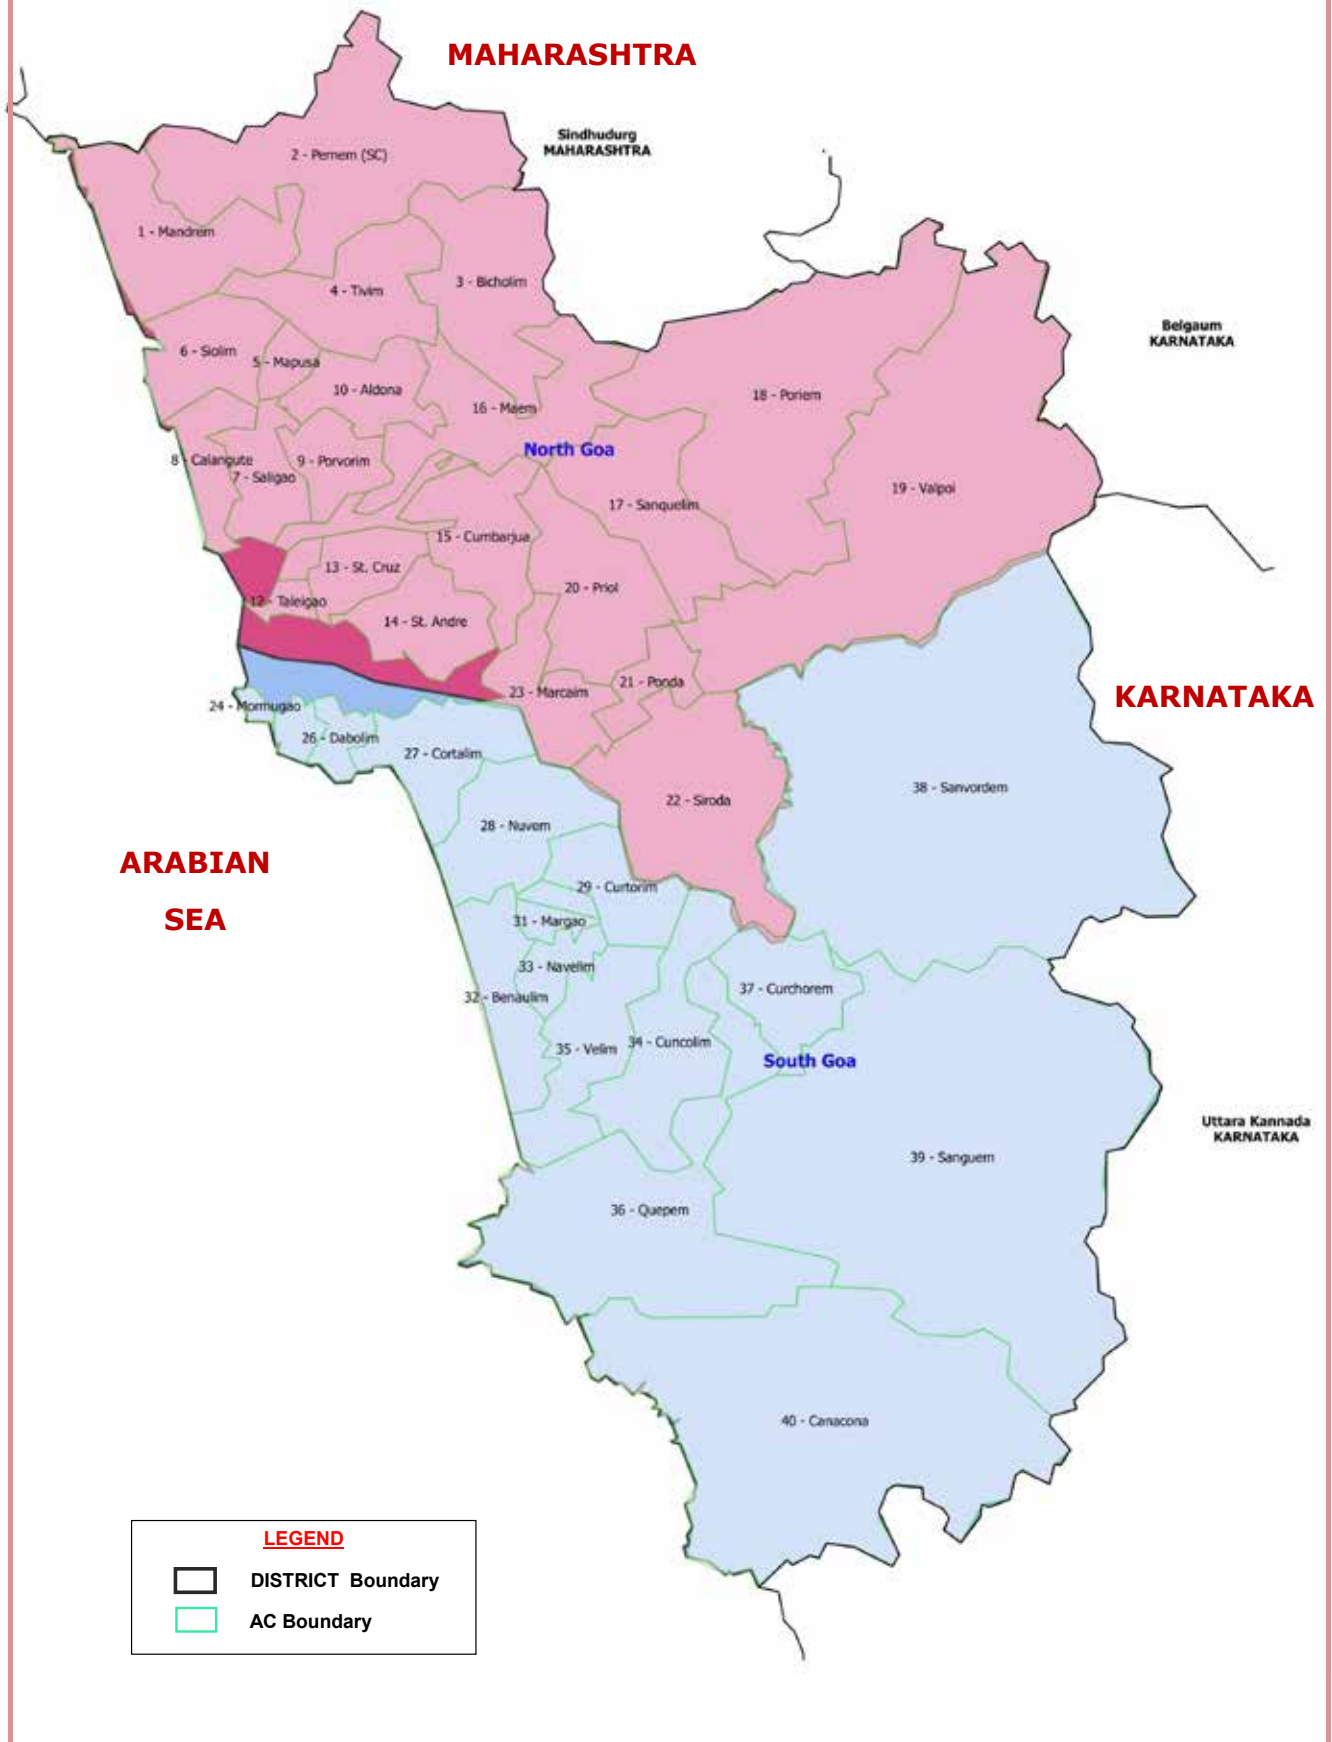 MAHARASHTRA
Sindhudurg
MAHARASHTRA
2 - Pernem (SC)
1 - Mandrem
3 - Bicholim
4 - Tivim
Belgaum
KARNATAKA
6 - Siolim
5 - Mapusa
10 - Aldona
18 - Poriem
16 - Maem
North Goa
8 - Calangute
9 - Porvorim
7 - Saligao
19 - Valpoi
17 - Sanquelim
15 - Cumbarjua
13 - St. Cruz
20 - Priol
12 - Taleigao
14 - St. Andre
21 - Ponda
23 - Marcaim
KARNATAKA
24 - Mormugao
26 - Dabolim
27 - Cortalim
38 - Sanvordem
22 - Siroda
28 - Nuvem
ARABIAN
SEA
29 - Curtorim
31 - Margao
33 - Navelim
32 - Benaulim
37 - Curchorem
34 - Cuncolim
35 - Velim
South Goa
Uttara Kannada
KARNATAKA
39 - Sanguem
36 - Quepem
40 - Canacona
LEGEND
DISTRICT Boundary
AC Boundary